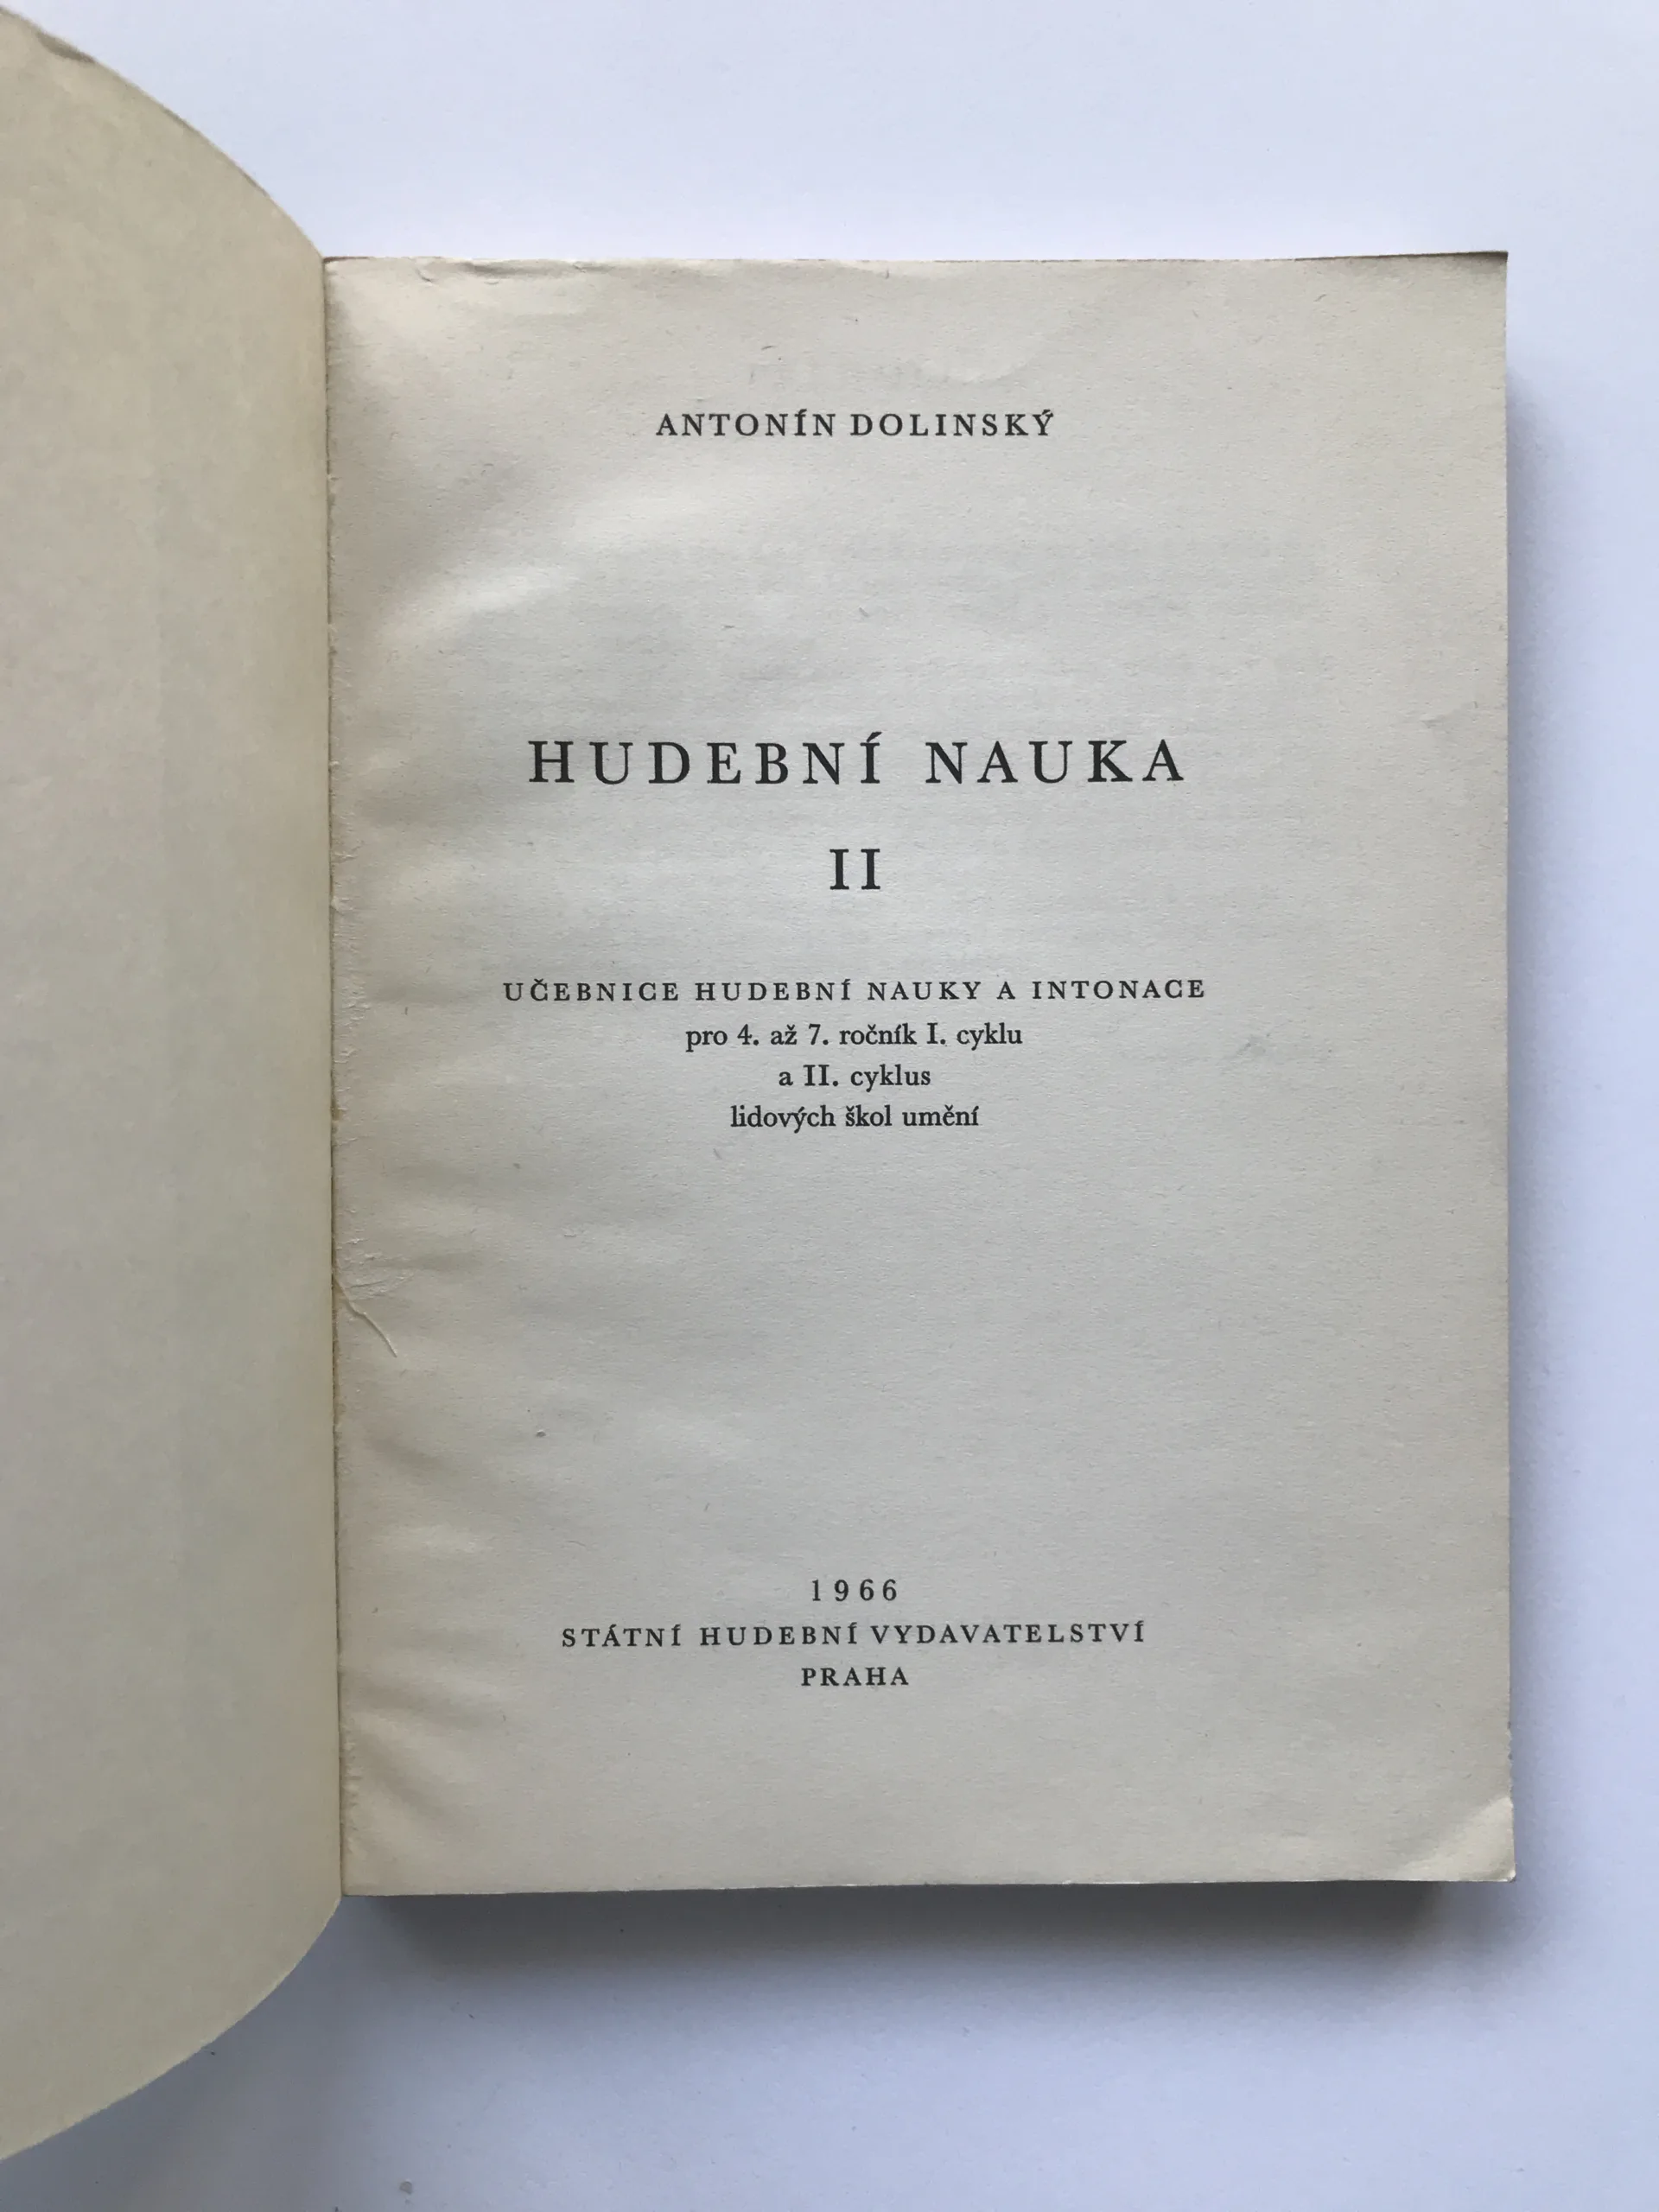 ANTONÍN DOLINSKÝ
HUDEBNÍ NAUKA
II
UČEBNICE HUDEBNÍ NAUKY A INTONACE
pro 4. až 7. ročník I. cyklu
a II. cyklus
lidových škol umění
1966
STÁTNÍ HUDEBNÍ VYDAVATELSTVÍ
PRAHA